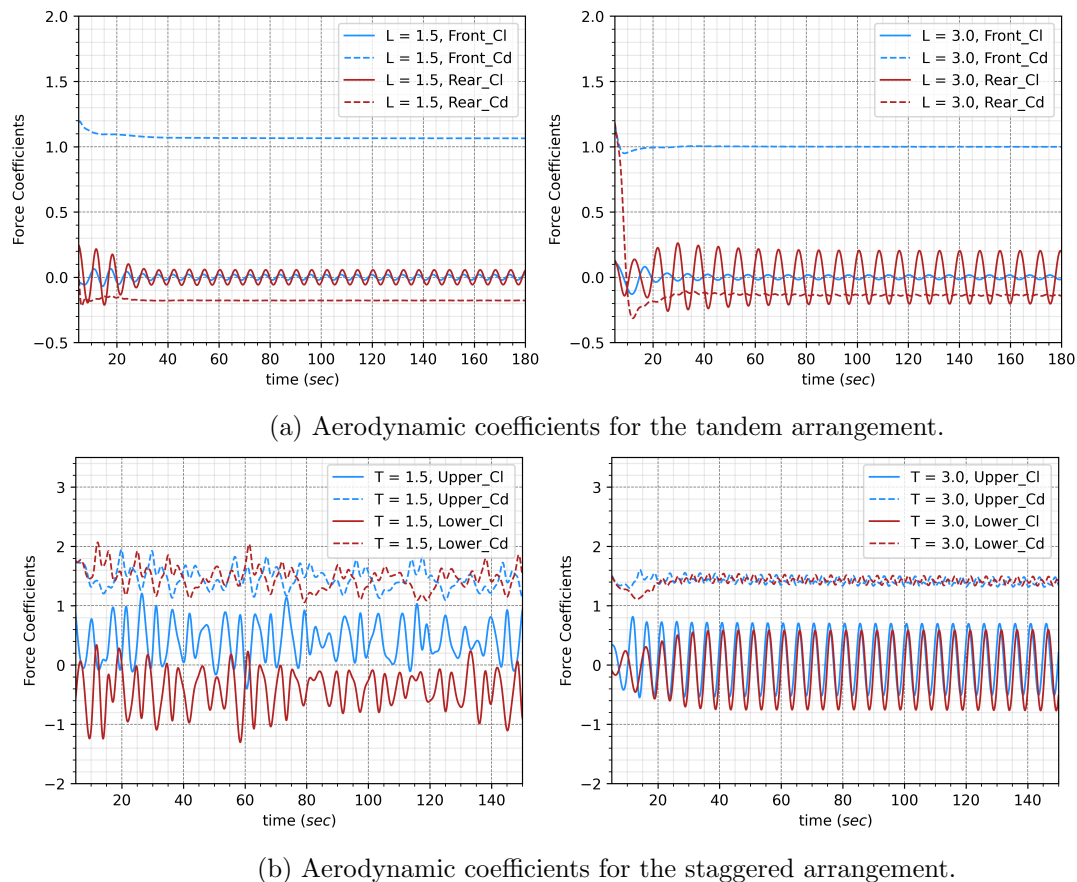 2.0
1.5
1.0
0.5
0.0
−0.5
Force Coefficients
L = 1.5, Front_Cl
L = 1.5, Front_Cd
L = 1.5, Rear_Cl
L = 1.5, Rear_Cd
20 40 60 80 100 120 140 160 180
time (sec)
2.0
1.5
1.0
0.5
0.0
−0.5
Force Coefficients
L = 3.0, Front_Cl
L = 3.0, Front_Cd
L = 3.0, Rear_Cl
L = 3.0, Rear_Cd
20 40 60 80 100 120 140 160 180
time (sec)
(a) Aerodynamic coefficients for the tandem arrangement.
3
2
1
0
−1
−2
Force Coefficients
T = 1.5, Upper_Cl
T = 1.5, Upper_Cd
T = 1.5, Lower_Cl
T = 1.5, Lower_Cd
20 40 60 80 100 120 140
time (sec)
3
2
1
0
−1
−2
Force Coefficients
T = 3.0, Upper_Cl
T = 3.0, Upper_Cd
T = 3.0, Lower_Cl
T = 3.0, Lower_Cd
20 40 60 80 100 120 140
time (sec)
(b) Aerodynamic coefficients for the staggered arrangement.